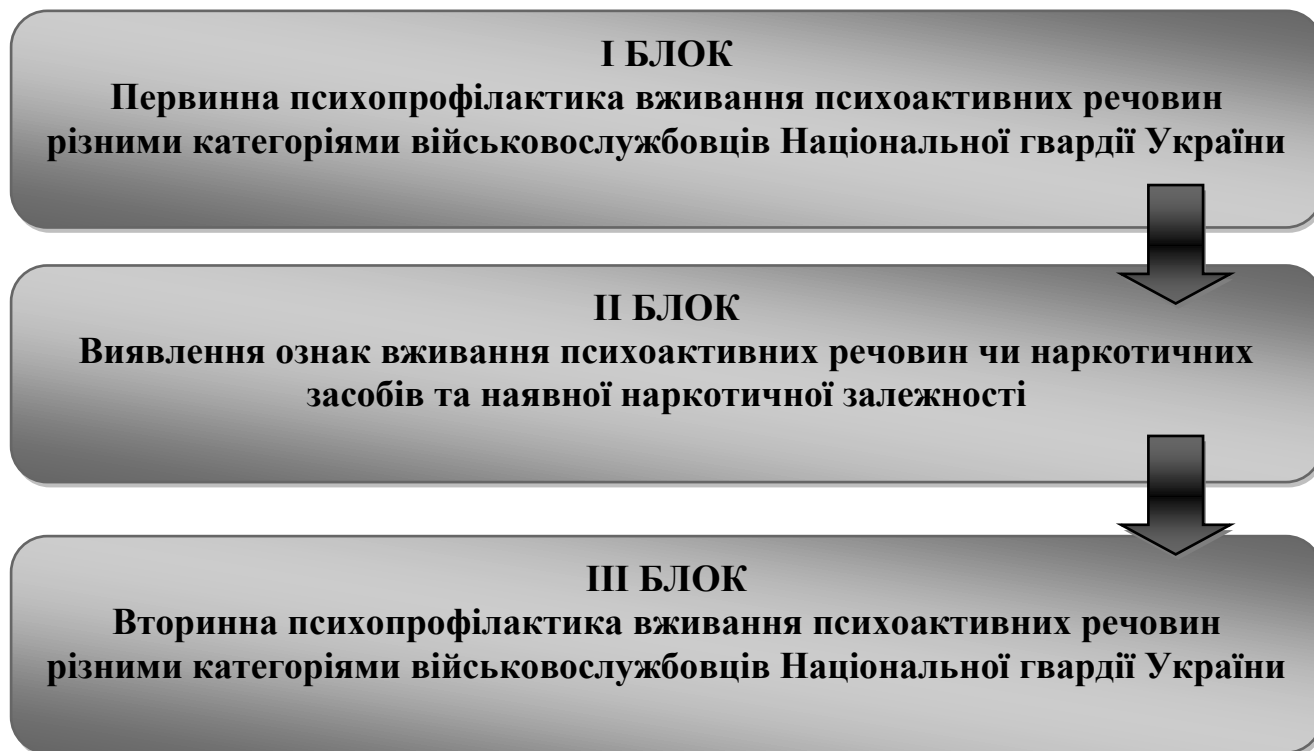 І БЛОК
Первинна психопрофілактика вживання психоактивних речовин
різними категоріями військовослужбовців Національної гвардії України
ІІ БЛОК
Виявлення ознак вживання психоактивних речовин чи наркотичних
засобів та наявної наркотичної залежності
ІІІ БЛОК
Вторинна психопрофілактика вживання психоактивних речовин
різними категоріями військовослужбовців Національної гвардії України